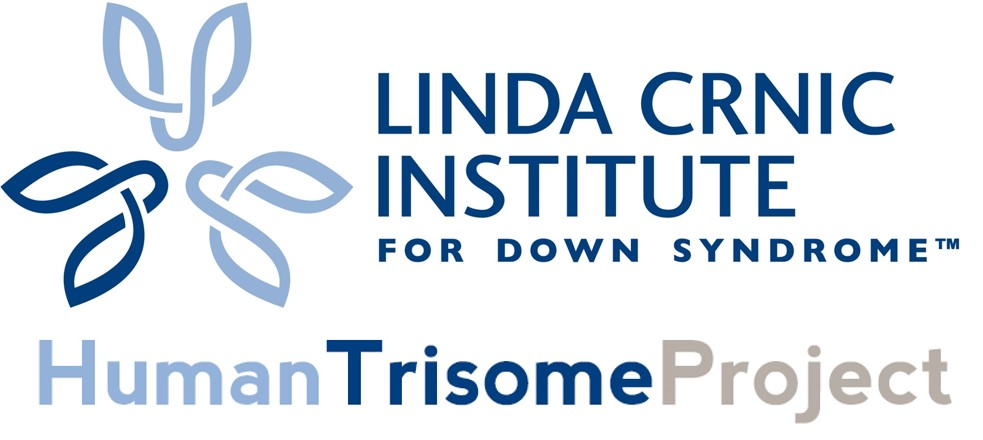 LINDA CRNIC
INSTITUTE
FOR DOWN SYNDROME™
HumanTrisomeProject